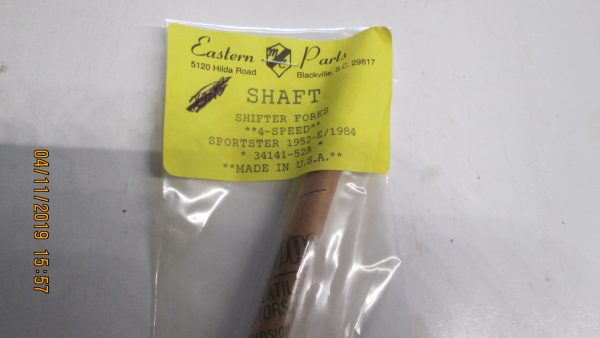 Eastern Parts
5120 Hilda Road
Blackville, S.C. 29817
SHAFT
SHIFTER FORKS
**4-SPEED**
SPORTSTER 1952-E/1984
* 34141-52A *
**MADE IN U.S.A.**
04/11/2019 15:57